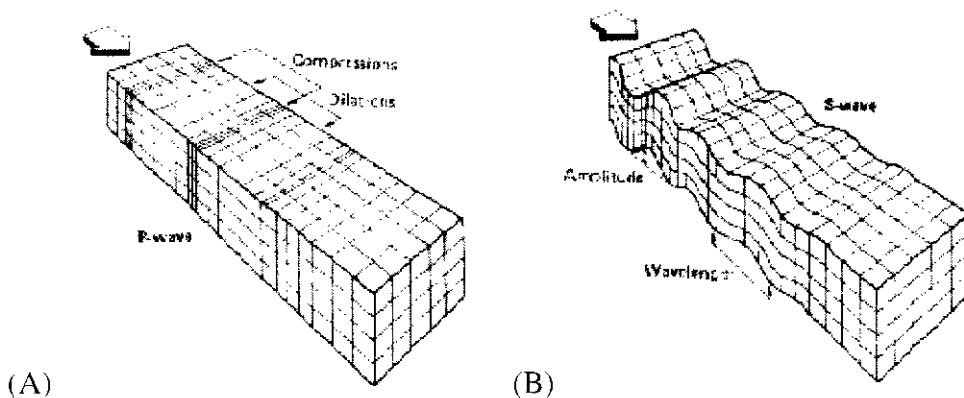 Compressions
Dilations
P-wave
(A)
S-wave
Amplitude
Wavelength
(B)